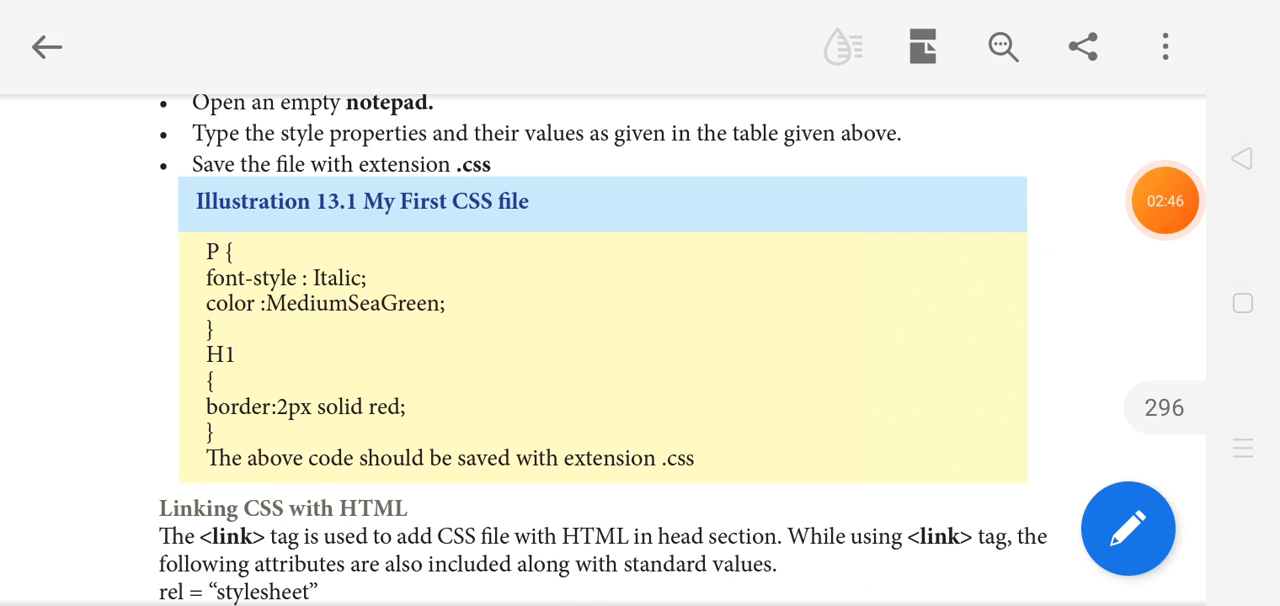 • Open an empty notepad.
• Type the style properties and their values as given in the table given above.
• Save the file with extension .css
Illustration 13.1 My First CSS file
P {
font-style : Italic;
color :MediumSeaGreen;
}
H1
{
border:2px solid red;
}
The above code should be saved with extension .css
Linking CSS with HTML
The <link> tag is used to add CSS file with HTML in head section. While using <link> tag, the
following attributes are also included along with standard values.
rel = “stylesheet”
02:46
296